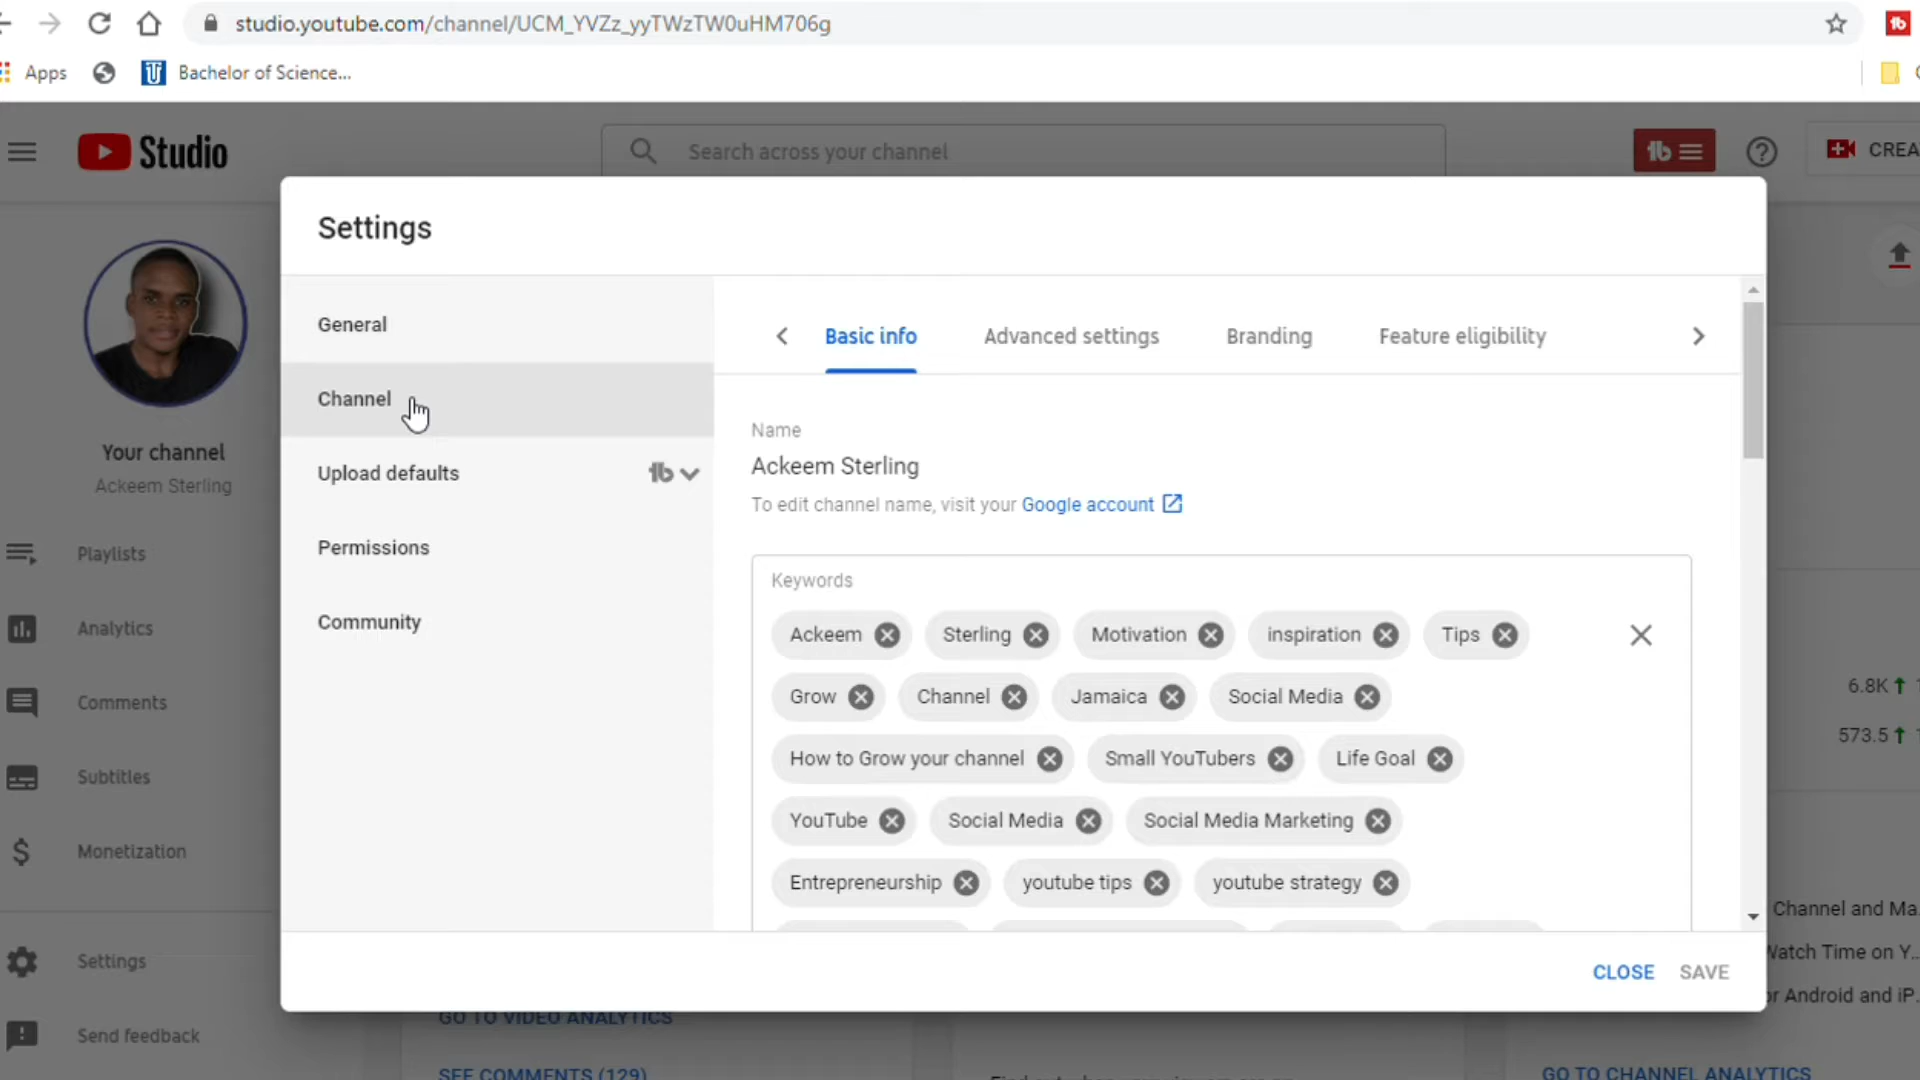 studio.youtube.com/channel/UCM_YVZz_yyTWzTW0uHM706g
Apps
Bachelor of Science...
Studio
Search across your channel
CREA
Settings
General
Channel
Upload defaults
Permissions
Community
Basic info
Advanced settings
Branding
Feature eligibility
Name
Ackeem Sterling
To edit channel name, visit your Google account
Keywords
Ackeem
Sterling
Motivation
inspiration
Tips
Grow
Channel
Jamaica
Social Media
How to Grow your channel
Small YouTubers
Life Goal
YouTube
Social Media
Social Media Marketing
Entrepreneurship
youtube tips
youtube strategy
CLOSE
SAVE
Your channel
Ackeem Sterling
Playlists
Analytics
Comments
Subtitles
Monetization
Settings
Send feedback
6.8K
573.5
Channel and Ma
Watch Time on Y...
or Android and iP
GO TO VIDEO ANALYTICS
SEE COMMENTS (129)
GO TO CHANNEL ANALYTICS